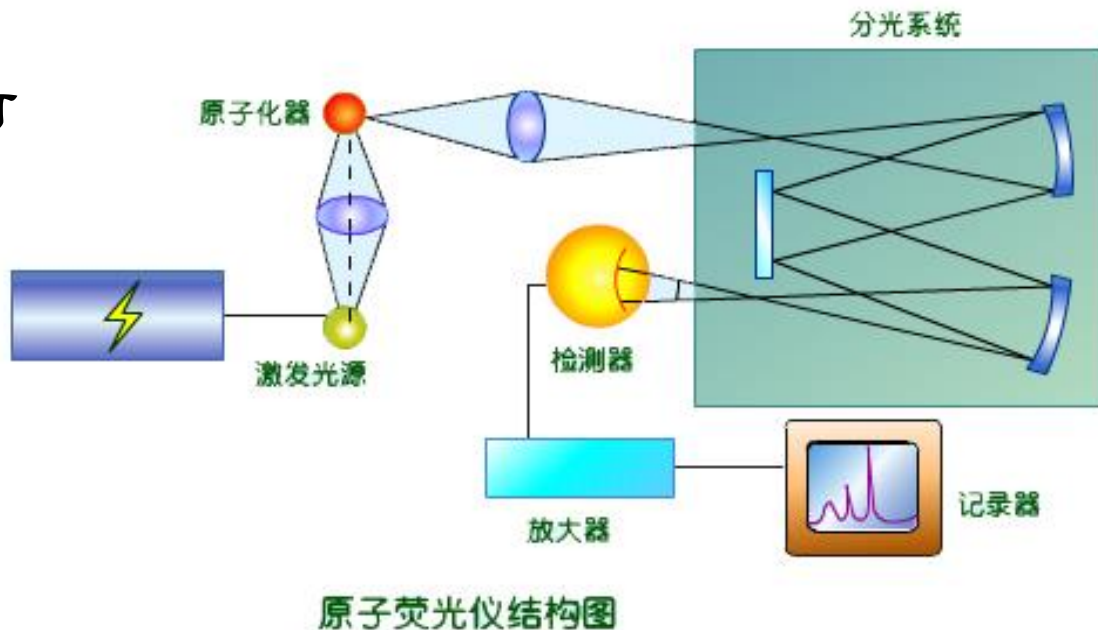 分光系统
原子化器
激发光源
检测器
放大器
记录器
原子荧光仪结构图